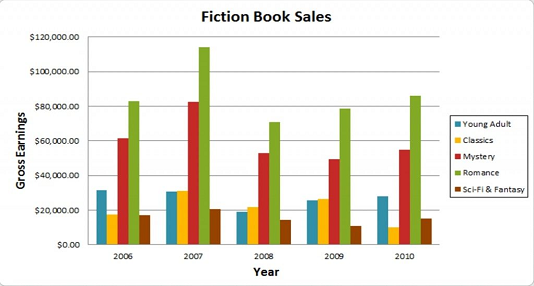 Fiction Book Sales
$120,000.00
$100,000.00
$80,000.00
$60,000.00
$40,000.00
$20,000.00
$0.00
Gross Earnings
2006 2007 2008 2009 2010
Year
Young Adult
Classics
Mystery
Romance
Sci-Fi & Fantasy